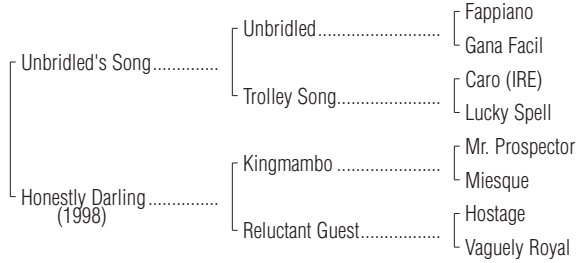 Fappiano
Unbridled......................
Gana Facil
Unbridled's Song..............
Caro (IRE)
Trolley Song......................
Lucky Spell
Mr. Prospector
Kingmambo ......................
Miesque
Honestly Darling...............
(1998)
Hostage
Reluctant Guest.................
Vaguely Royal